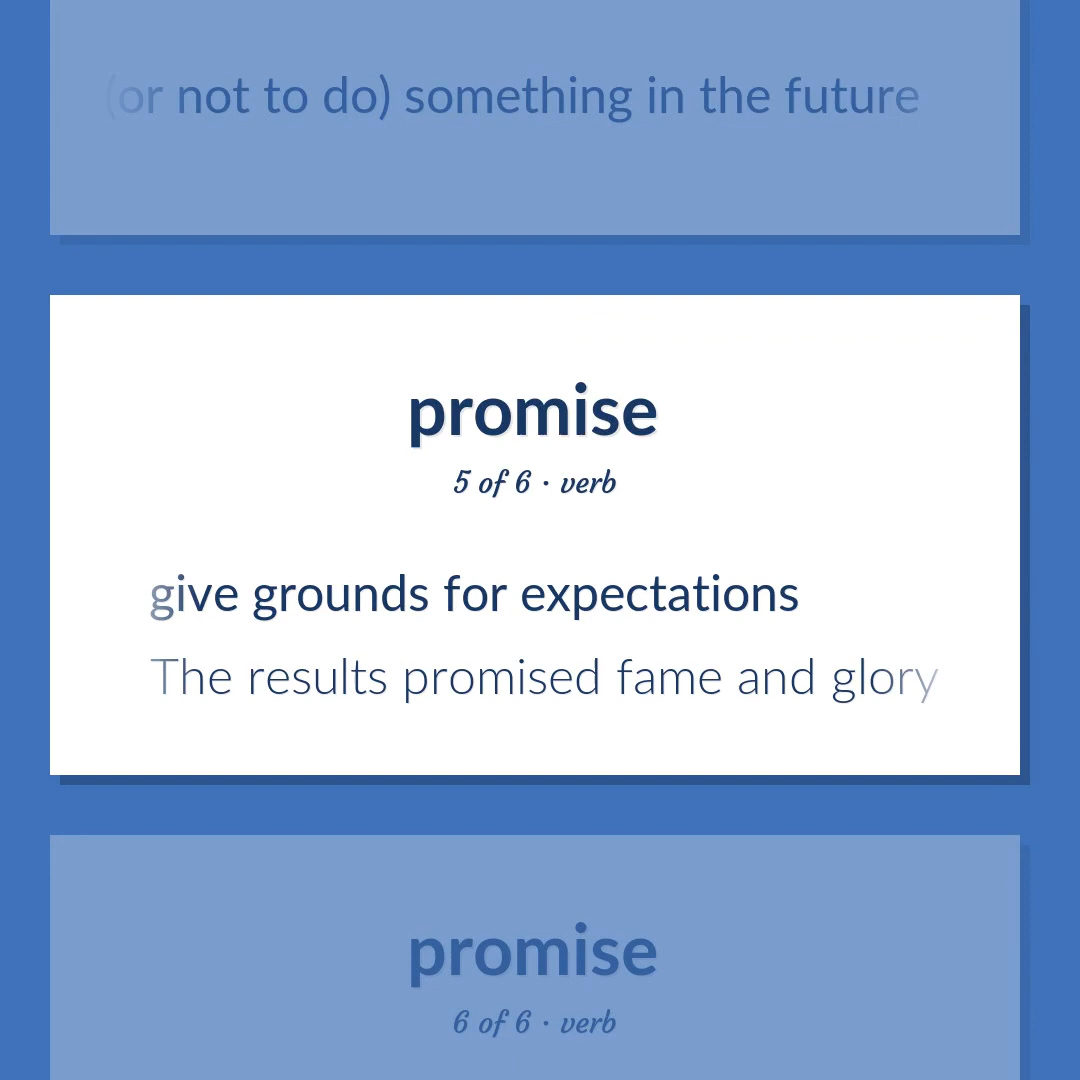 (or not to do) something in the future
promise
5 of 6 · verb
give grounds for expectations
The results promised fame and glory
promise
6 of 6 · verb